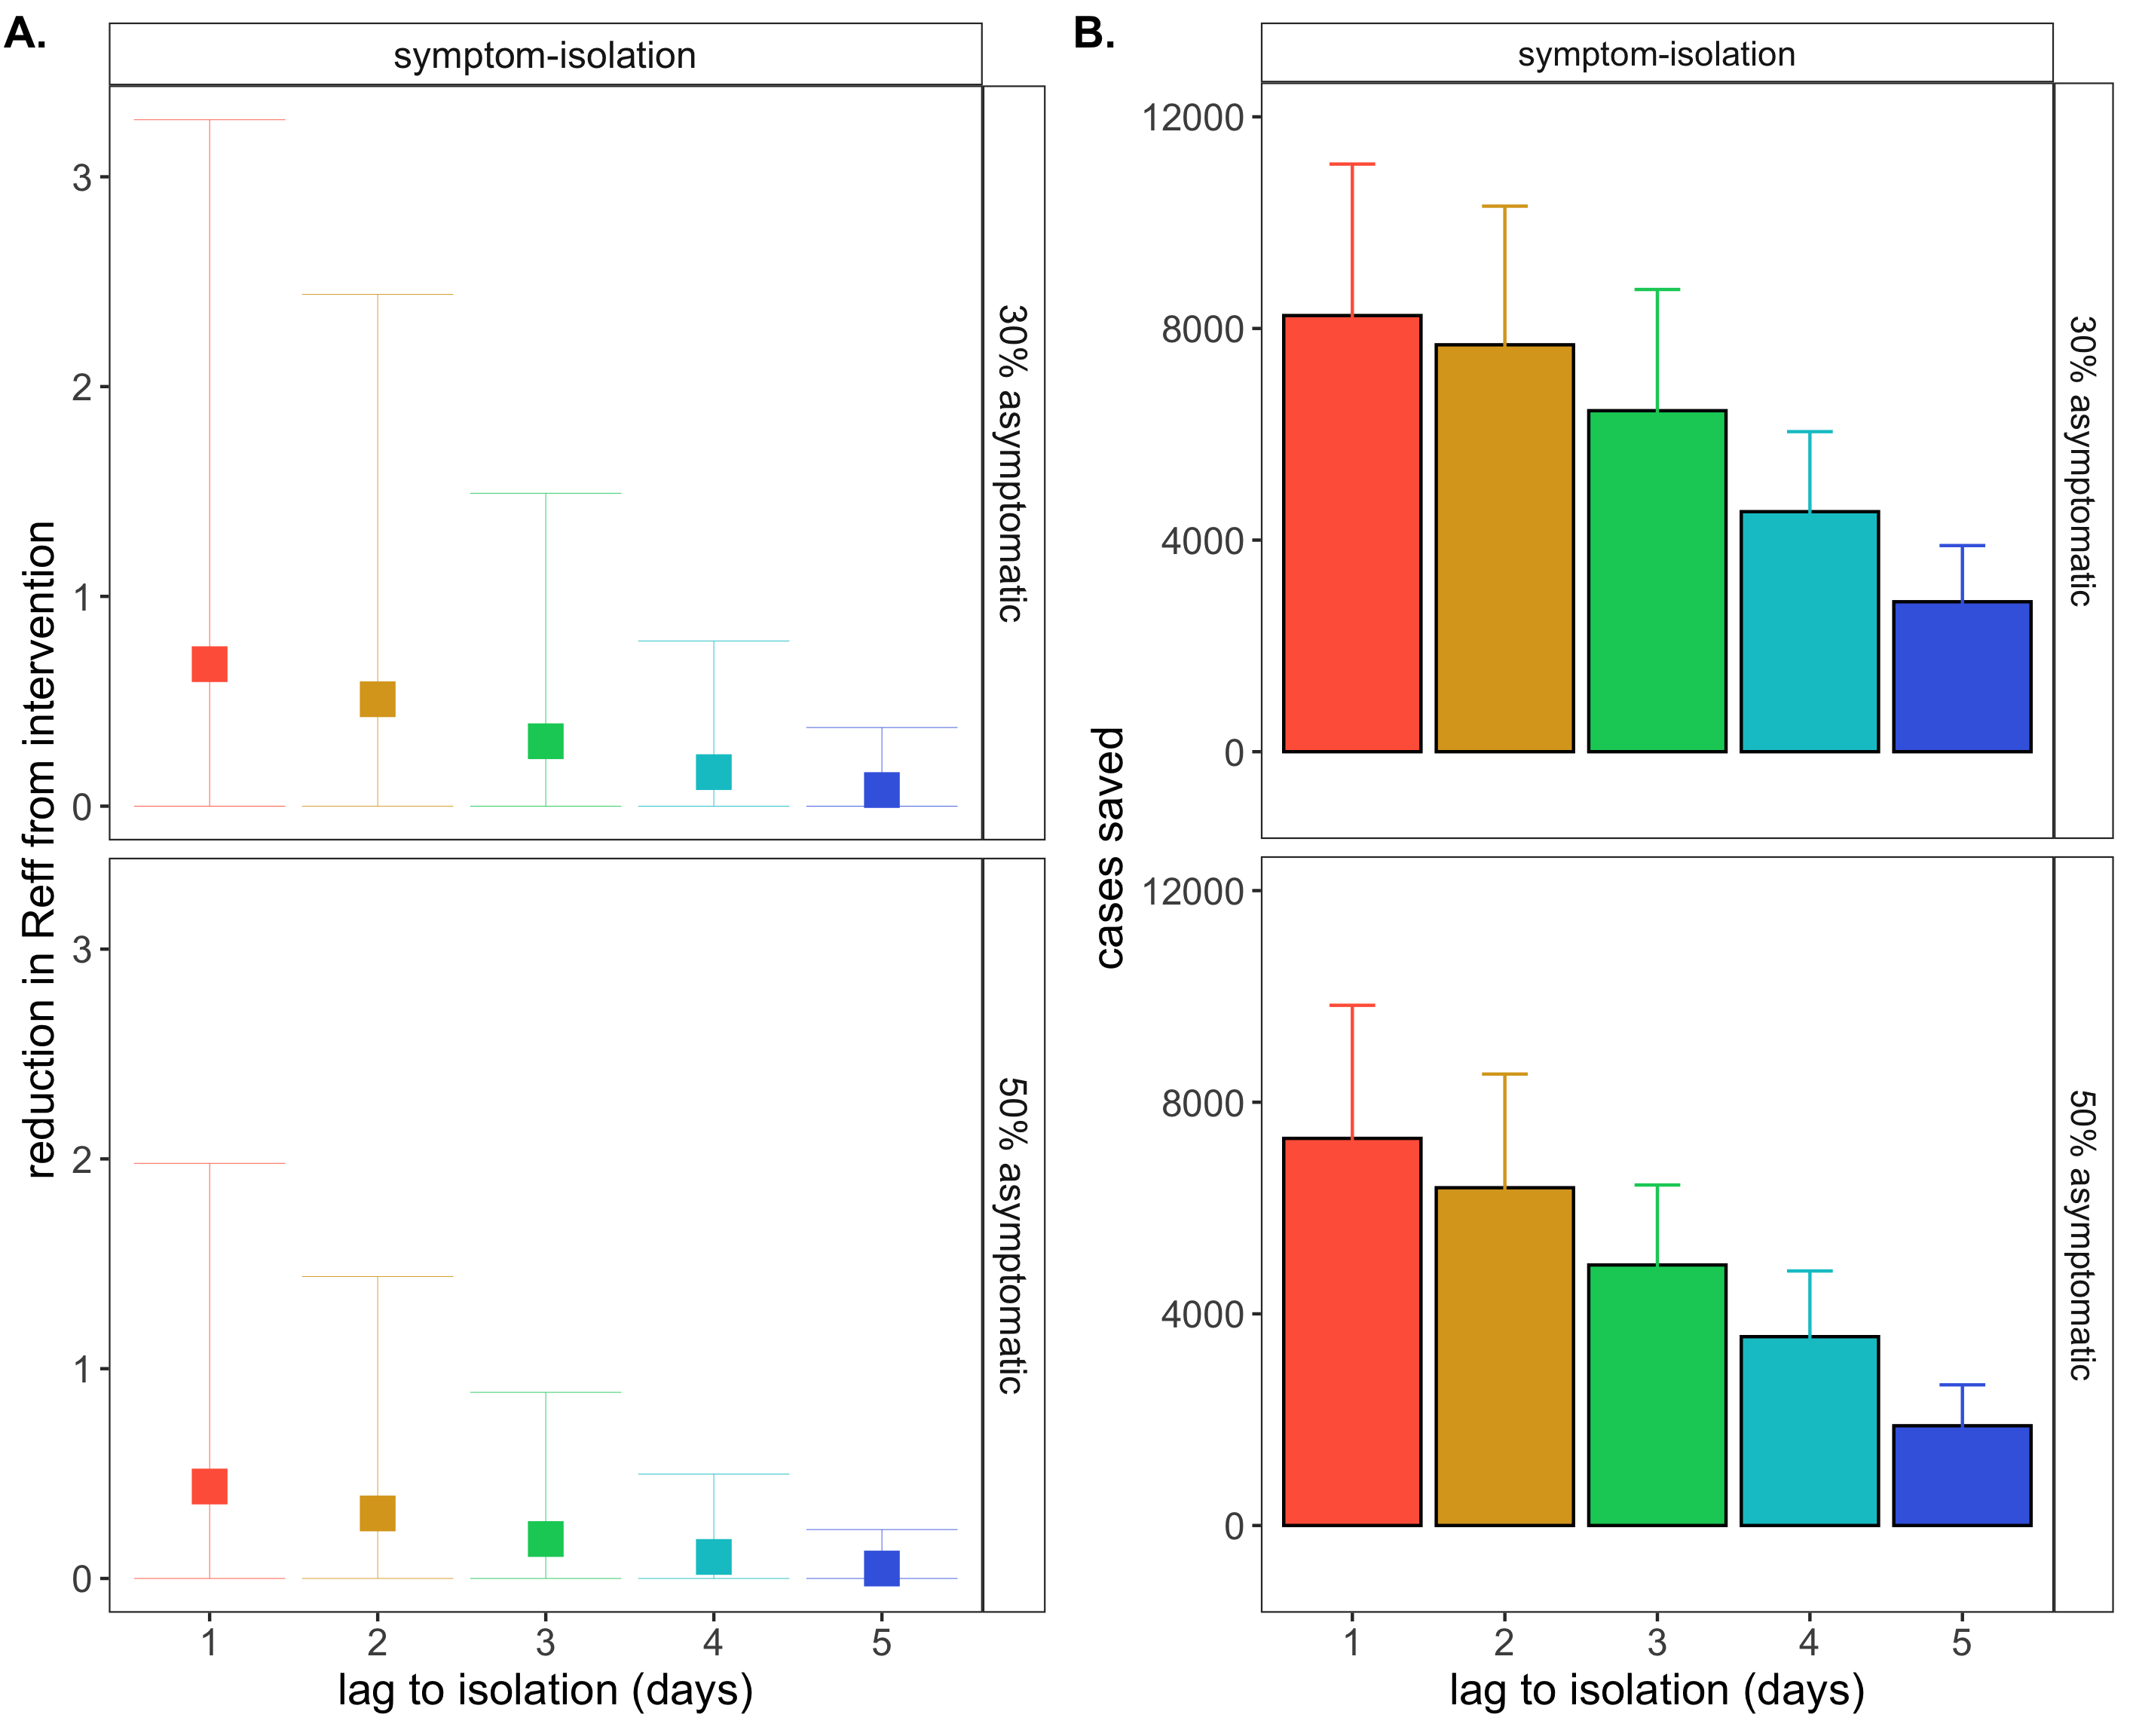 A.
symptom-isolation
reduction in Reff from intervention
3
2
1
0
30% asymptomatic
3
2
1
0
50% asymptomatic
1 2 3 4 5
lag to isolation (days)
B.
symptom-isolation
cases saved
12000
8000
4000
0
30% asymptomatic
12000
8000
4000
0
50% asymptomatic
1 2 3 4 5
lag to isolation (days)